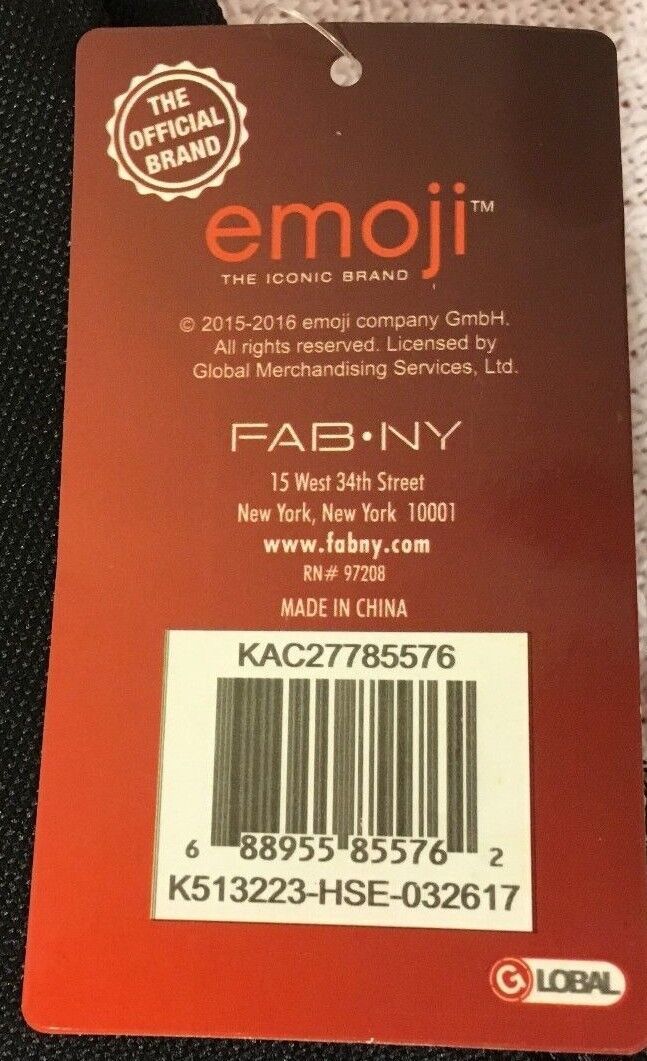 THE
OFFICIAL
BRAND
emoji™
THE ICONIC BRAND
© 2015-2016 emoji company GmbH.
All rights reserved. Licensed by
Global Merchandising Services, Ltd.
FAB•NY
15 West 34th Street
New York, New York 10001
www.fabny.com
RN# 97208
MADE IN CHINA
KAC27785576
6 88955 85576 2
K513223-HSE-032617
GLOBAL